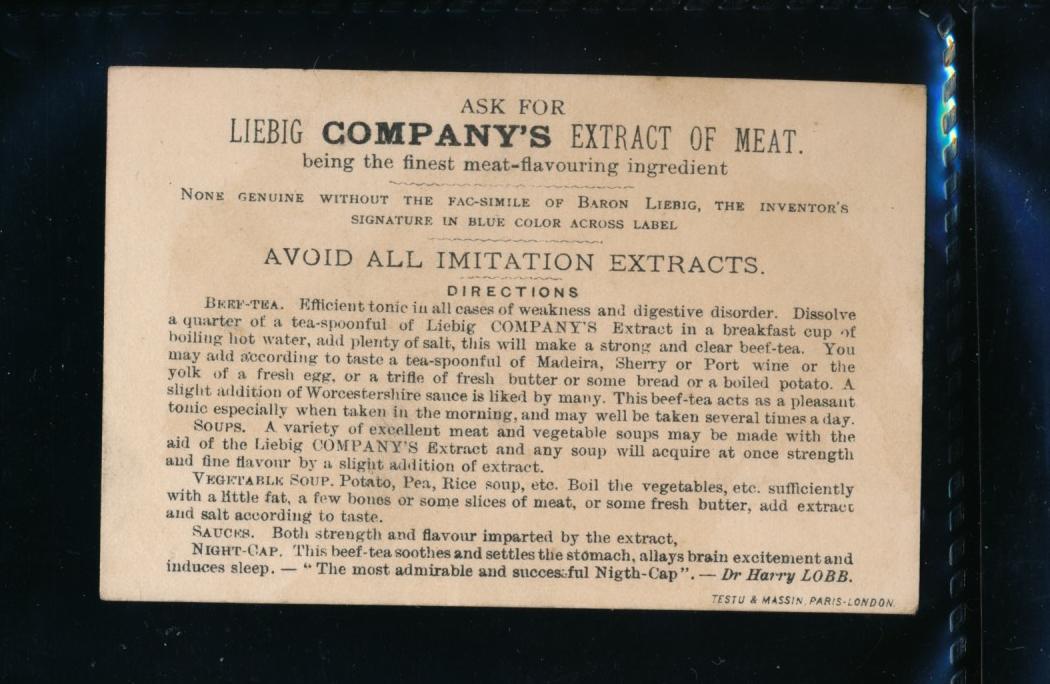 ASK FOR
LIEBIG COMPANY'S EXTRACT OF MEAT.
being the finest meat-flavouring ingredient
NONE GENUINE WITHOUT THE FAC-SIMILE OF BARON LIEBIG, THE INVENTOR'S
SIGNATURE IN BLUE COLOR ACROSS LABEL
AVOID ALL IMITATION EXTRACTS.
DIRECTIONS
BEEF-TEA. Efficient tonic in all cases of weakness and digestive disorder. Dissolve
a quarter of a tea-spoonful of Liebig COMPANY'S Extract in a breakfast cup of
boiling hot water, add plenty of salt, this will make a strong and clear beef-tea. You
may add according to taste a tea-spoonful of Madeira, Sherry or Port wine or the
yolk of a fresh egg, or a trifle of fresh butter or some bread or a boiled potato. A
slight addition of Worcestershire sauce is liked by many. This beef-tea acts as a pleasant
tonic especially when taken in the morning, and may well be taken several times a day.
SOUPS. A variety of excellent meat and vegetable soups may be made with the
aid of the Liebig COMPANY'S Extract and any soup will acquire at once strength
and fine flavour by a slight addition of extract.
VEGETABLE SOUP. Potato, Pea, Rice soup, etc. Boil the vegetables, etc. sufficiently
with a little fat, a few bones or some slices of meat, or some fresh butter, add extract
and salt according to taste.
SAUCES. Both strength and flavour imparted by the extract,
NIGHT-CAP. This beef-tea soothes and settles the stomach, allays brain excitement and
induces sleep. — "The most admirable and successful Nigth-Cap". — Dr Harry LOBB.
TESTU & MASSIN, PARIS-LONDON.